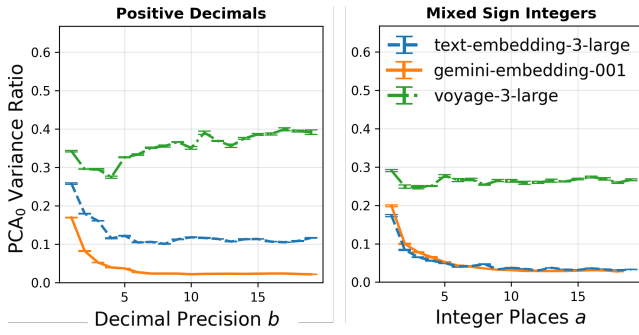 Positive Decimals
Mixed Sign Integers
PCA₀ Variance Ratio
0.6
0.5
0.4
0.3
0.2
0.1
0.0
5
10
15
Decimal Precision b
0.6
0.5
0.4
0.3
0.2
0.1
0.0
text-embedding-3-large
gemini-embedding-001
voyage-3-large
5
10
15
Integer Places a